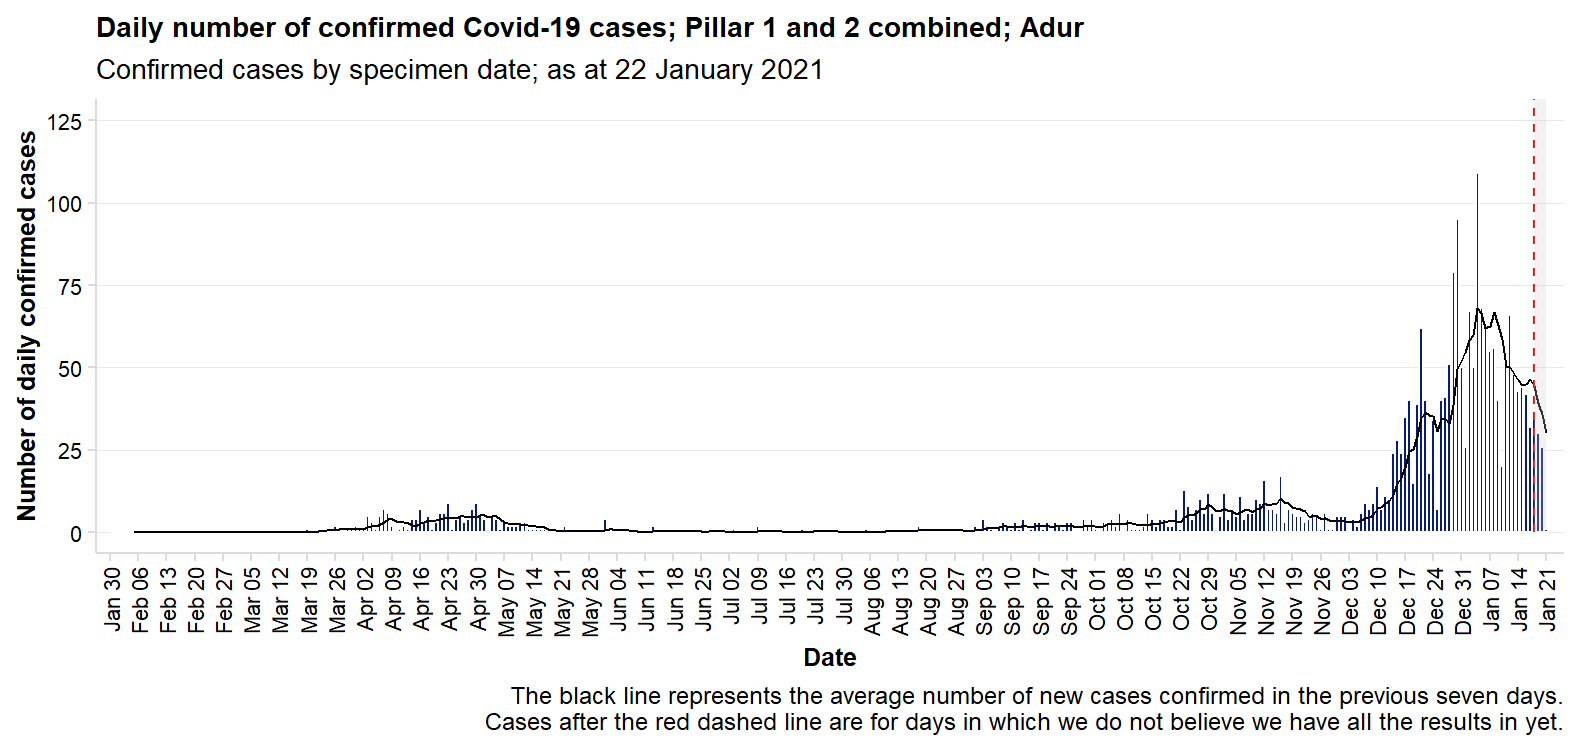 Daily number of confirmed Covid-19 cases; Pillar 1 and 2 combined; Adur
Confirmed cases by specimen date; as at 22 January 2021
Number of daily confirmed cases
125
100
75
50
25
0
Jan 30
Feb 06
Feb 13
Feb 20
Feb 27
Mar 05
Mar 12
Mar 19
Mar 26
Apr 02
Apr 09
Apr 16
Apr 23
Apr 30
May 07
May 14
May 21
May 28
Jun 04
Jun 11
Jun 18
Jun 25
Jul 02
Jul 09
Jul 16
Jul 23
Jul 30
Aug 06
Aug 13
Aug 20
Aug 27
Sep 03
Sep 10
Sep 17
Sep 24
Oct 01
Oct 08
Oct 15
Oct 22
Oct 29
Nov 05
Nov 12
Nov 19
Nov 26
Dec 03
Dec 10
Dec 17
Dec 24
Dec 31
Jan 07
Jan 14
Jan 21
Date
The black line represents the average number of new cases confirmed in the previous seven days.
Cases after the red dashed line are for days in which we do not believe we have all the results in yet.